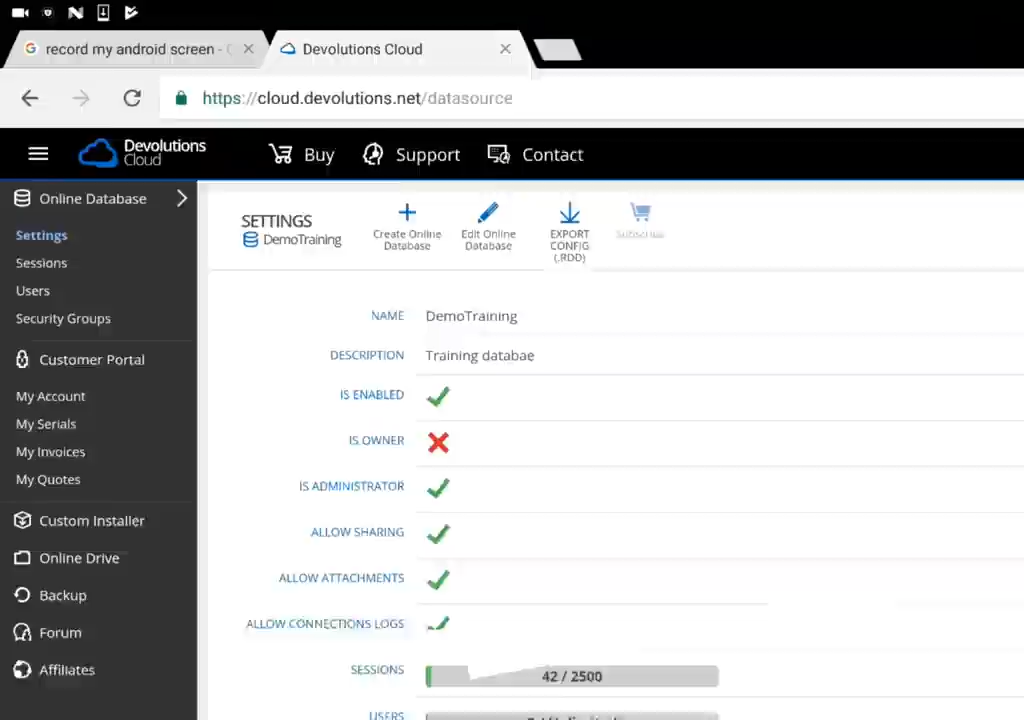 record my android screen -
Devolutions Cloud
https://cloud.devolutions.net/datasource
Devolutions
Cloud
Buy
Support
Contact
Online Database
Settings
Sessions
Users
Security Groups
Customer Portal
My Account
My Serials
My Invoices
My Quotes
Custom Installer
Online Drive
Backup
Forum
Affiliates
SETTINGS
DemoTraining
Create Online
Database
Edit Online
Database
EXPORT
CONFIG
(.RDD)
Subscribe
NAME DemoTraining
DESCRIPTION Training databae
IS ENABLED
IS OWNER
IS ADMINISTRATOR
ALLOW SHARING
ALLOW ATTACHMENTS
ALLOW CONNECTIONS LOGS
SESSIONS 42 / 2500
USERS